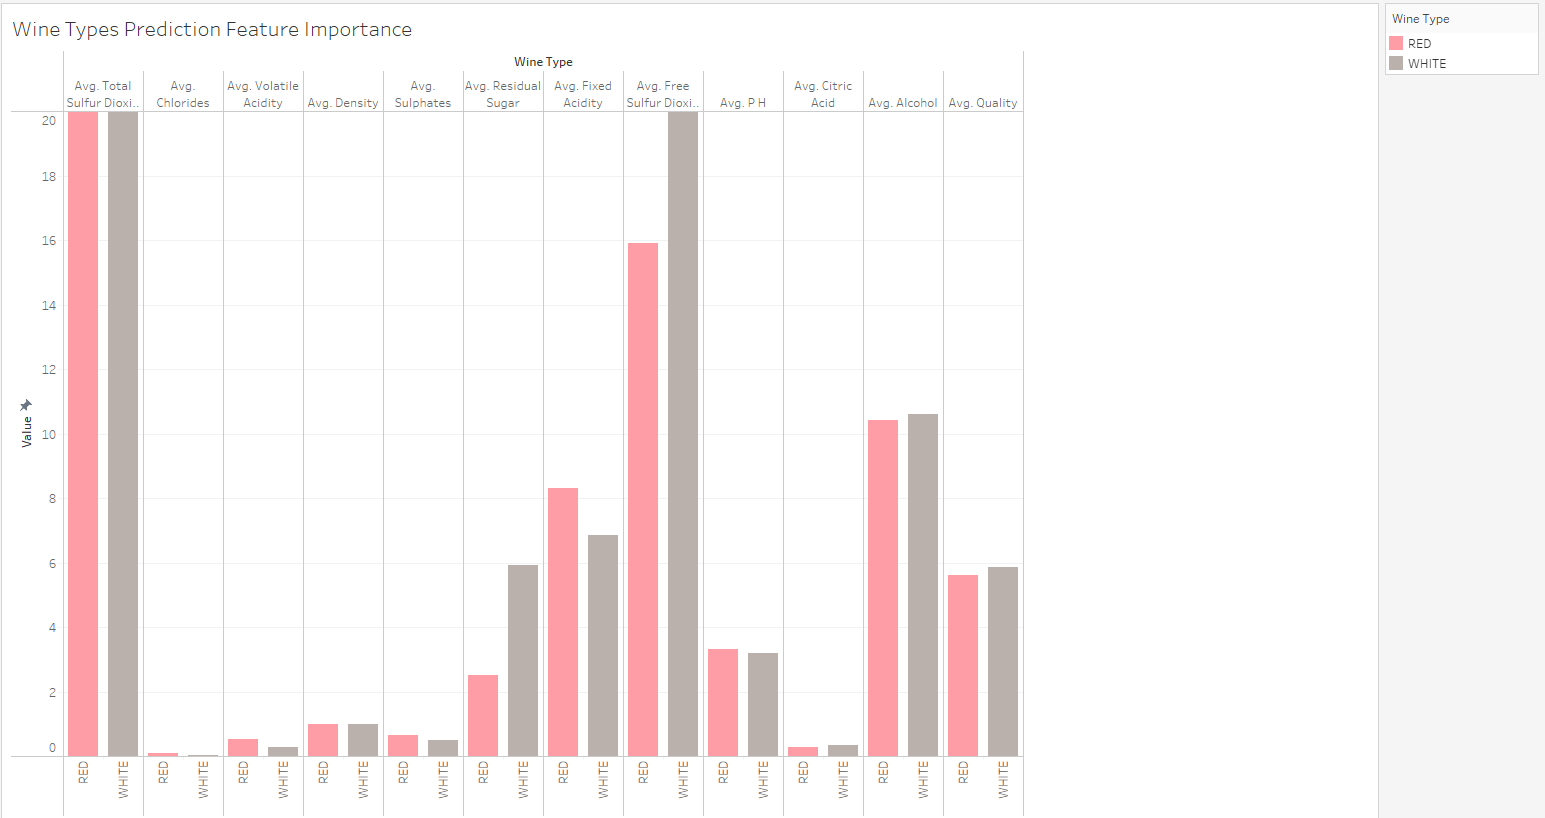 Wine Types Prediction Feature Importance
Wine Type
Avg. Total
Sulfur Dioxi..
Avg.
Chlorides
Avg. Volatile
Acidity
Avg. Density
Avg.
Sulphates
Avg. Residual
Sugar
Avg. Fixed
Acidity
Avg. Free
Sulfur Dioxi..
Avg. P H
Avg. Citric
Acid
Avg. Alcohol
Avg. Quality
20
18
16
14
12
10
8
6
4
2
0
Value
RED
WHITE
RED
WHITE
RED
WHITE
RED
WHITE
RED
WHITE
RED
WHITE
RED
WHITE
RED
WHITE
RED
WHITE
RED
WHITE
RED
WHITE
RED
WHITE
Wine Type
RED
WHITE